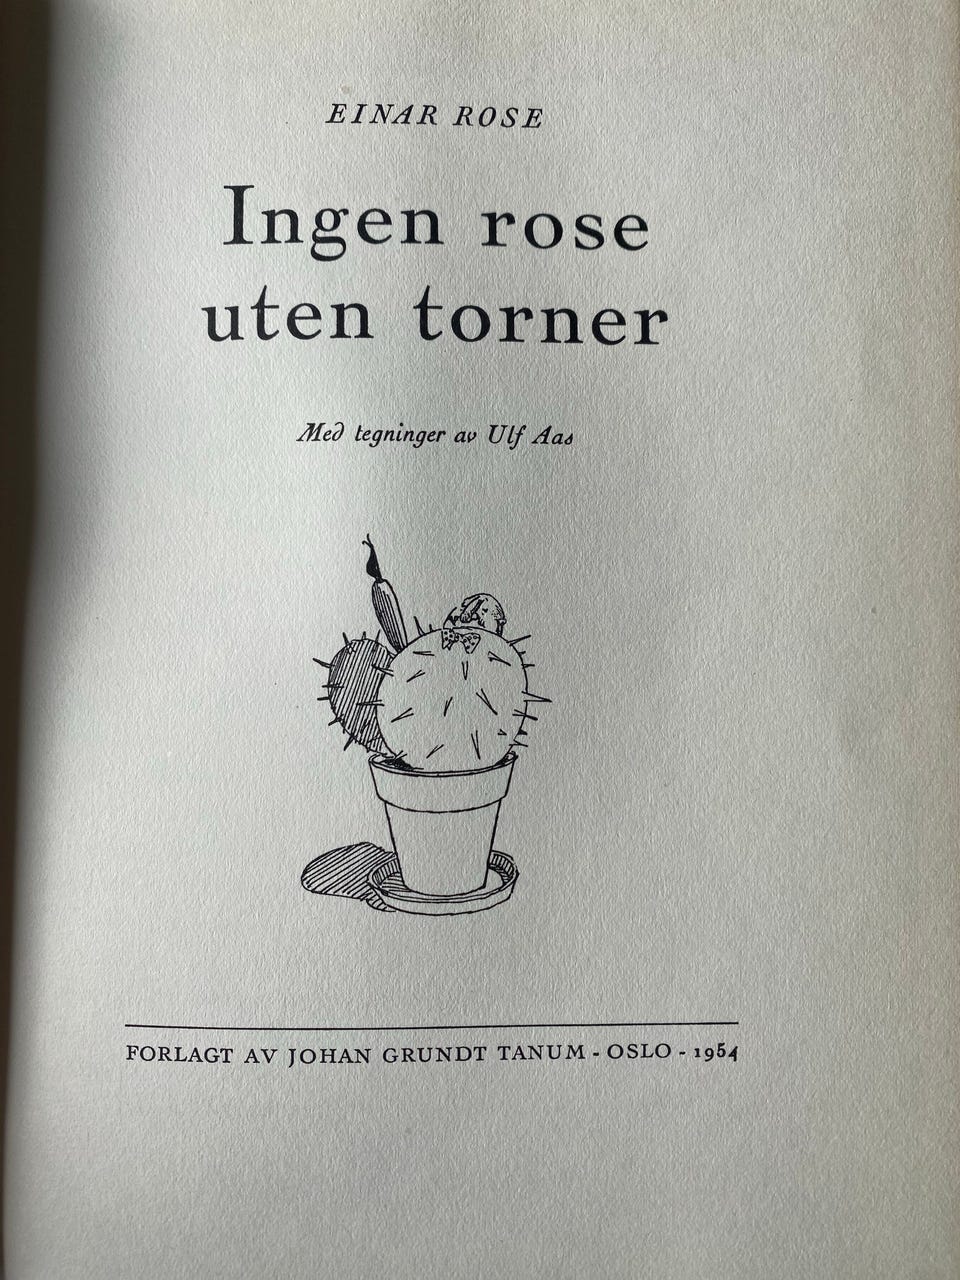 EINAR ROSE
Ingen rose
uten torner
Med tegninger av Ulf Aas
FORLAGT AV JOHAN GRUNDT TANUM - OSLO - 1954